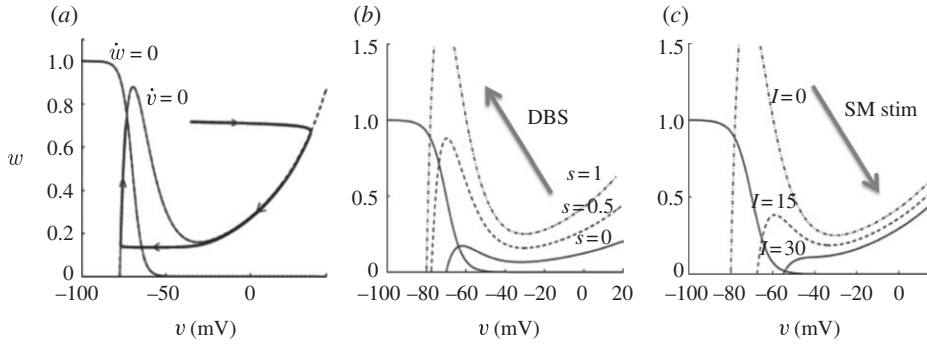 (a)
(b)
(c)
ẇ = 0
v̇ = 0
w
1.0
0.8
0.6
0.4
0.2
0
−100
−50
0
v (mV)
1.5
1.0
0.5
0
DBS
s = 1
s = 0.5
s = 0
−100
−80
−60
−40
−20
0
20
v (mV)
1.5
1.0
0.5
0
I = 0
SM stim
I = 15
I = 30
−100
−80
−60
−40
−20
0
v (mV)